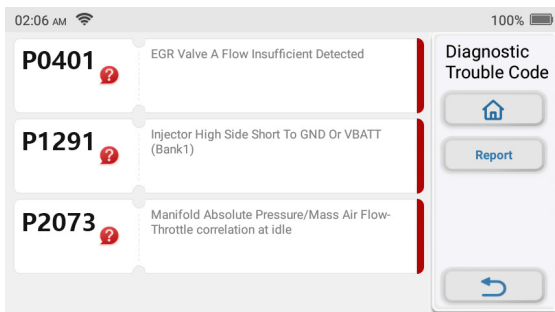 02:06 AM
100%
P0401
EGR Valve A Flow Insufficient Detected
P1291
Injector High Side Short To GND Or VBATT
(Bank1)
P2073
Manifold Absolute Pressure/Mass Air Flow-
Throttle correlation at idle
Diagnostic
Trouble Code
Report